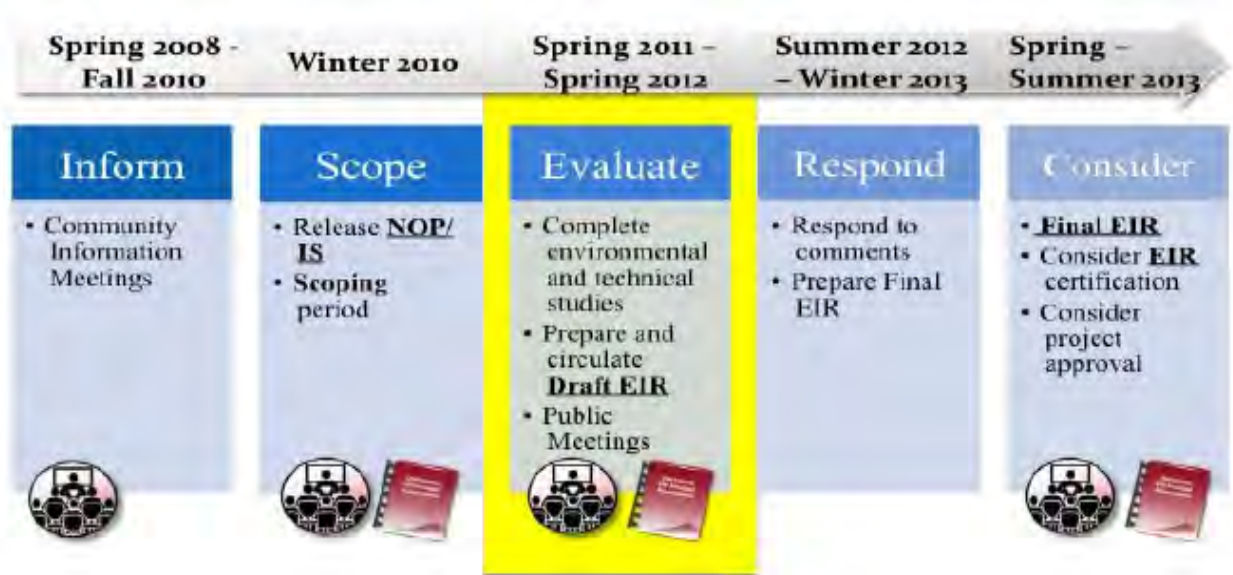 Spring 2008 -
Fall 2010
Winter 2010
Spring 2011 –
Spring 2012
Summer 2012
– Winter 2013
Spring –
Summer 2013
Inform
• Community
Information
Meetings
Scope
• Release NOP/
IS
• Scoping
period
Evaluate
• Complete
environmental
and technical
studies
• Prepare and
circulate
Draft EIR
• Public
Meetings
Respond
• Respond to
comments
• Prepare Final
EIR
Consider
• Final EIR
• Consider EIR
certification
• Consider
project
approval